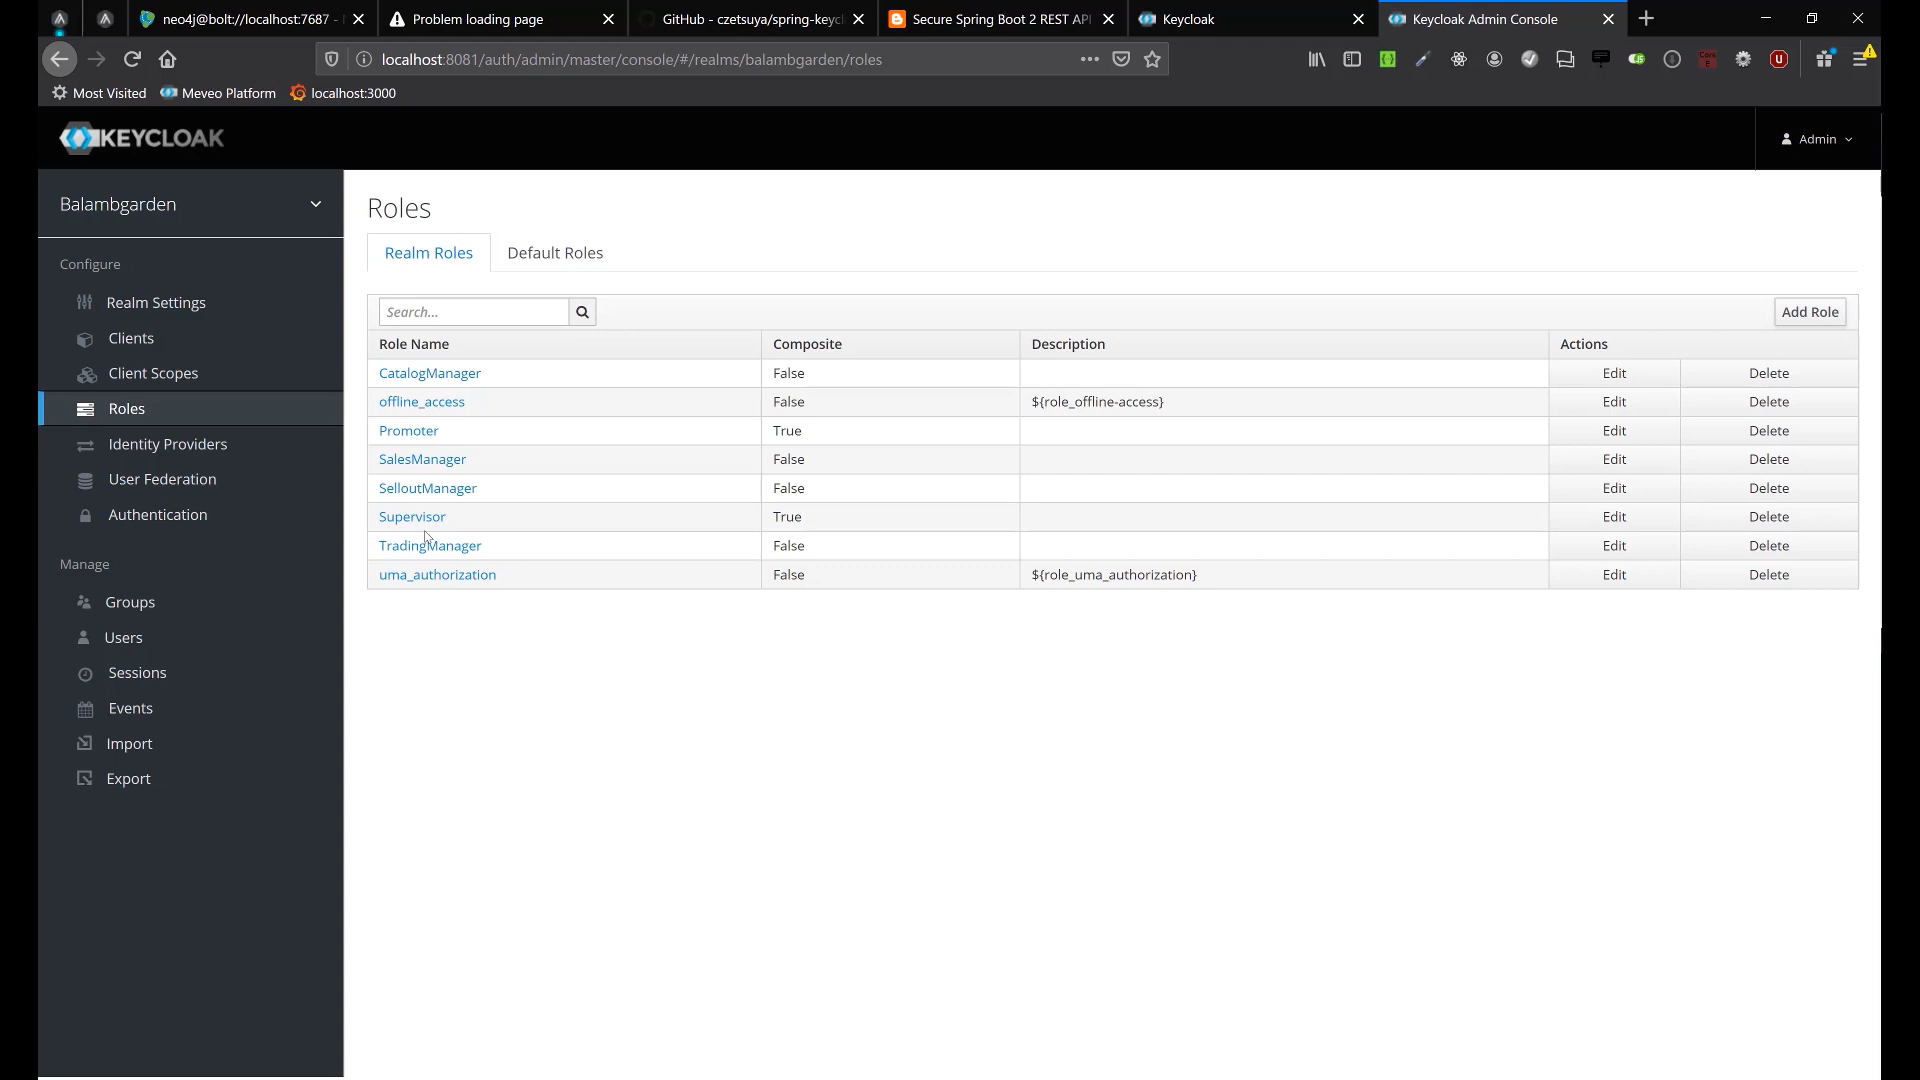 neo4j@bolt://localhost:7687 -
Problem loading page
GitHub - czetsuya/spring-keycl
Secure Spring Boot 2 REST API
Keycloak
Keycloak Admin Console
localhost:8081/auth/admin/master/console/#/realms/balambgarden/roles
Most Visited
Meveo Platform
localhost:3000
KEYCLOAK
Admin
Balambgarden
Configure
Realm Settings
Clients
Client Scopes
Roles
Identity Providers
User Federation
Authentication
Manage
Groups
Users
Sessions
Events
Import
Export
Roles
Realm Roles Default Roles
Search... Add Role
Role Name Composite Description Actions
CatalogManager False Edit Delete
offline_access False ${role_offline-access} Edit Delete
Promoter True Edit Delete
SalesManager False Edit Delete
SelloutManager False Edit Delete
Supervisor True Edit Delete
TradingManager False Edit Delete
uma_authorization False ${role_uma_authorization} Edit Delete